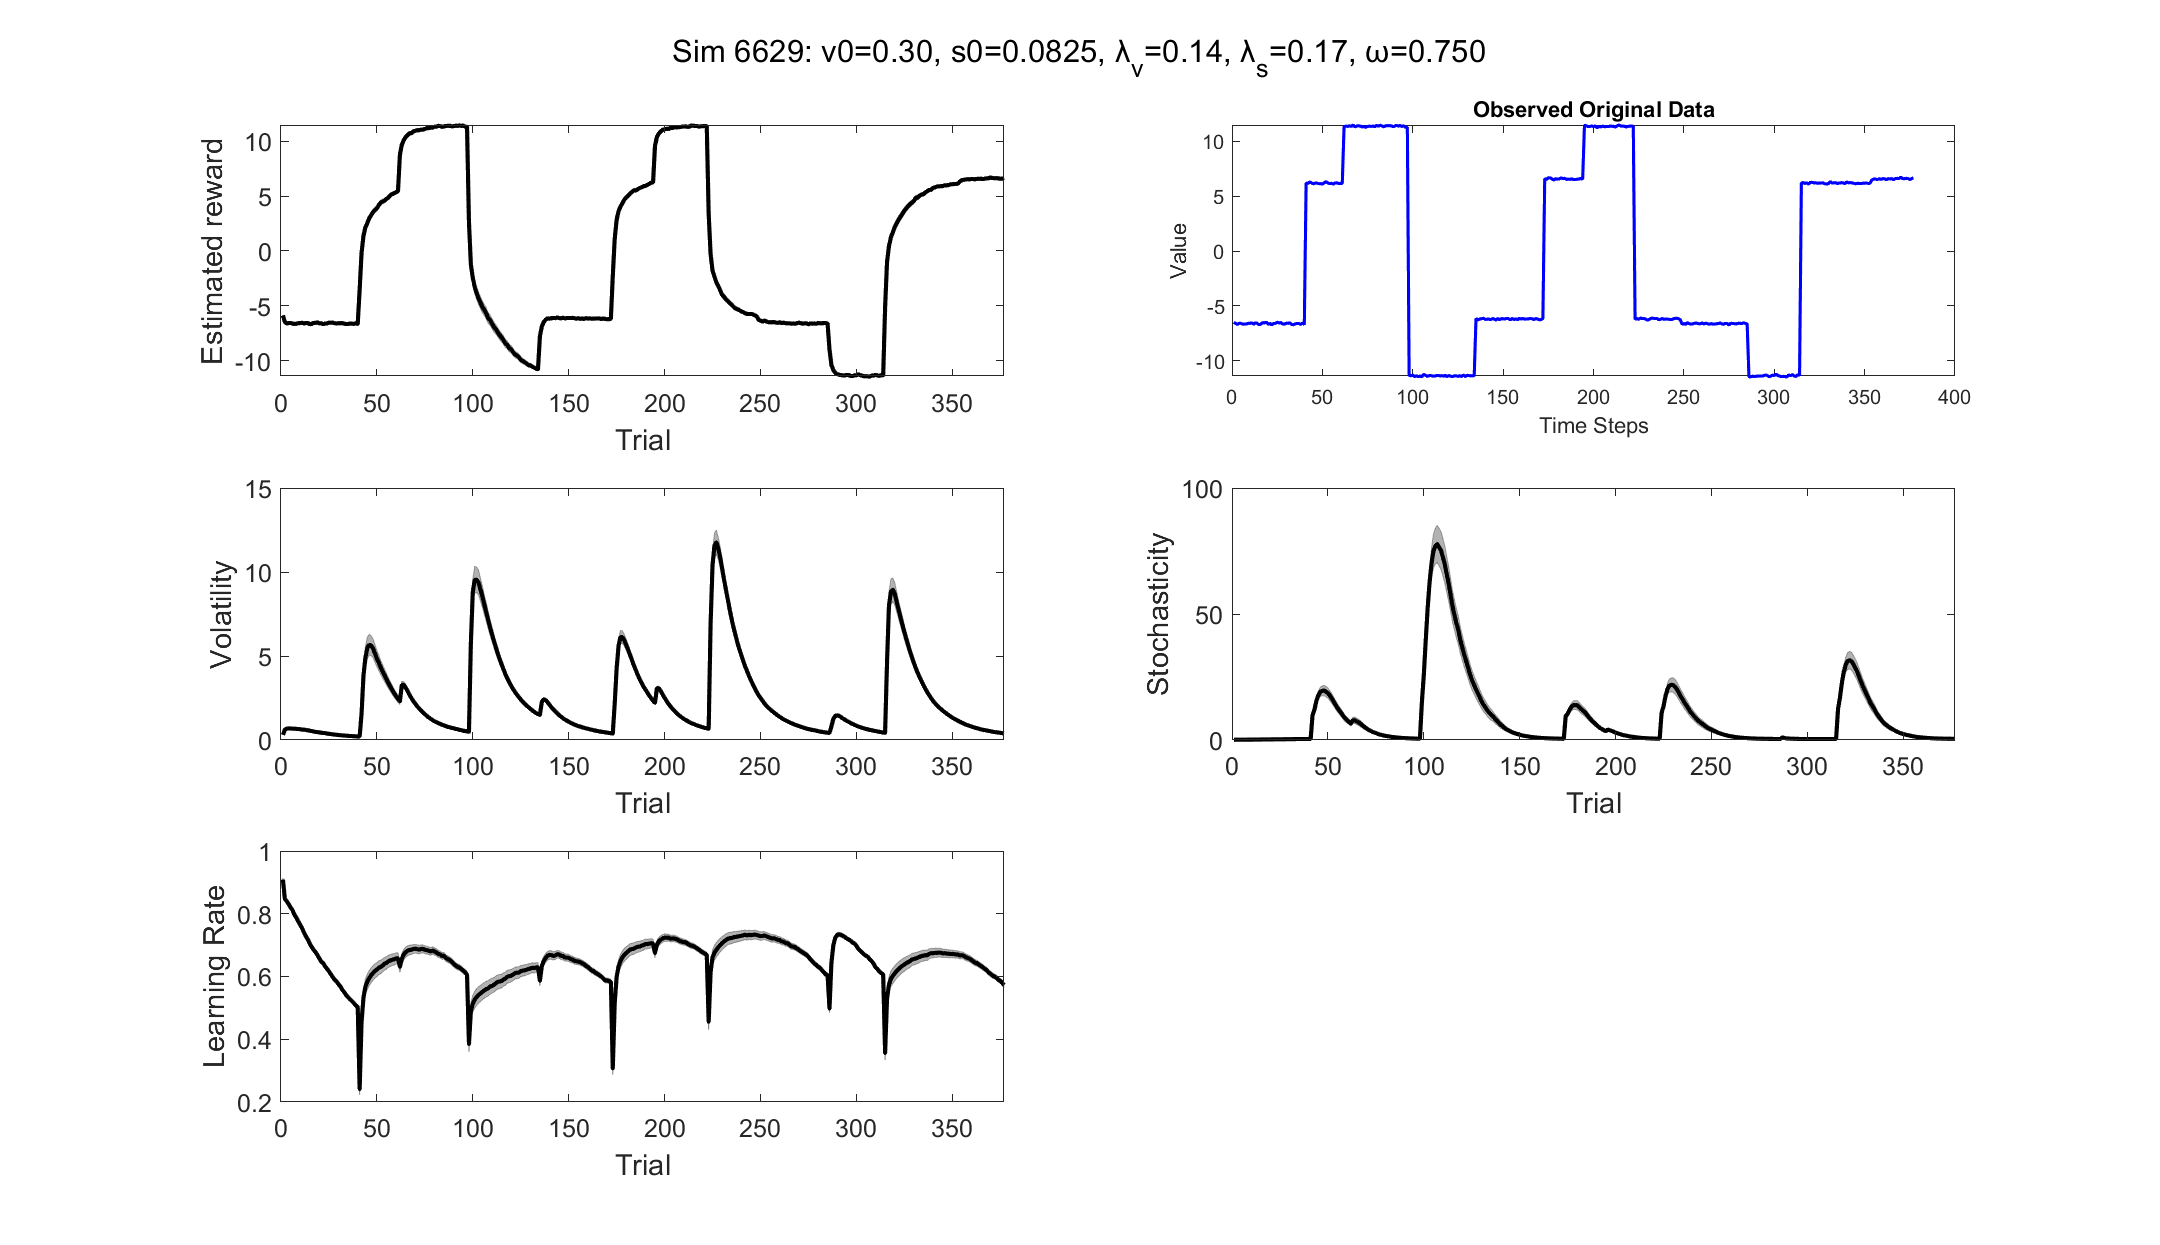 Sim 6629: v0=0.30, s0=0.0825, λ_v=0.14, λ_s=0.17, ω=0.750
Estimated reward
10
5
0
-5
-10
0 50 100 150 200 250 300 350
Trial
Observed Original Data
Value
10
5
0
-5
-10
0 50 100 150 200 250 300 350 400
Time Steps
Volatility
15
10
5
0
0 50 100 150 200 250 300 350
Trial
Stochasticity
100
50
0
0 50 100 150 200 250 300 350
Trial
Learning Rate
1
0.8
0.6
0.4
0.2
0 50 100 150 200 250 300 350
Trial